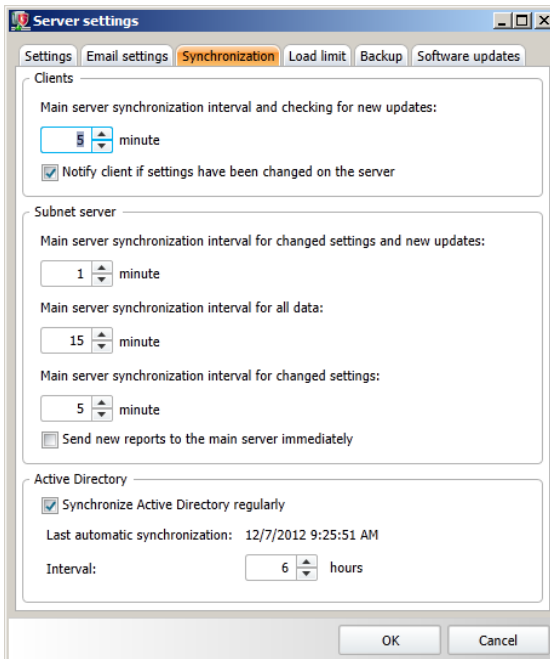 Server settings
Settings Email settings Synchronization Load limit Backup Software updates
Clients
Main server synchronization interval and checking for new updates:
5 minute
Notify client if settings have been changed on the server
Subnet server
Main server synchronization interval for changed settings and new updates:
1 minute
Main server synchronization interval for all data:
15 minute
Main server synchronization interval for changed settings:
5 minute
Send new reports to the main server immediately
Active Directory
Synchronize Active Directory regularly
Last automatic synchronization: 12/7/2012 9:25:51 AM
Interval: 6 hours
OK Cancel